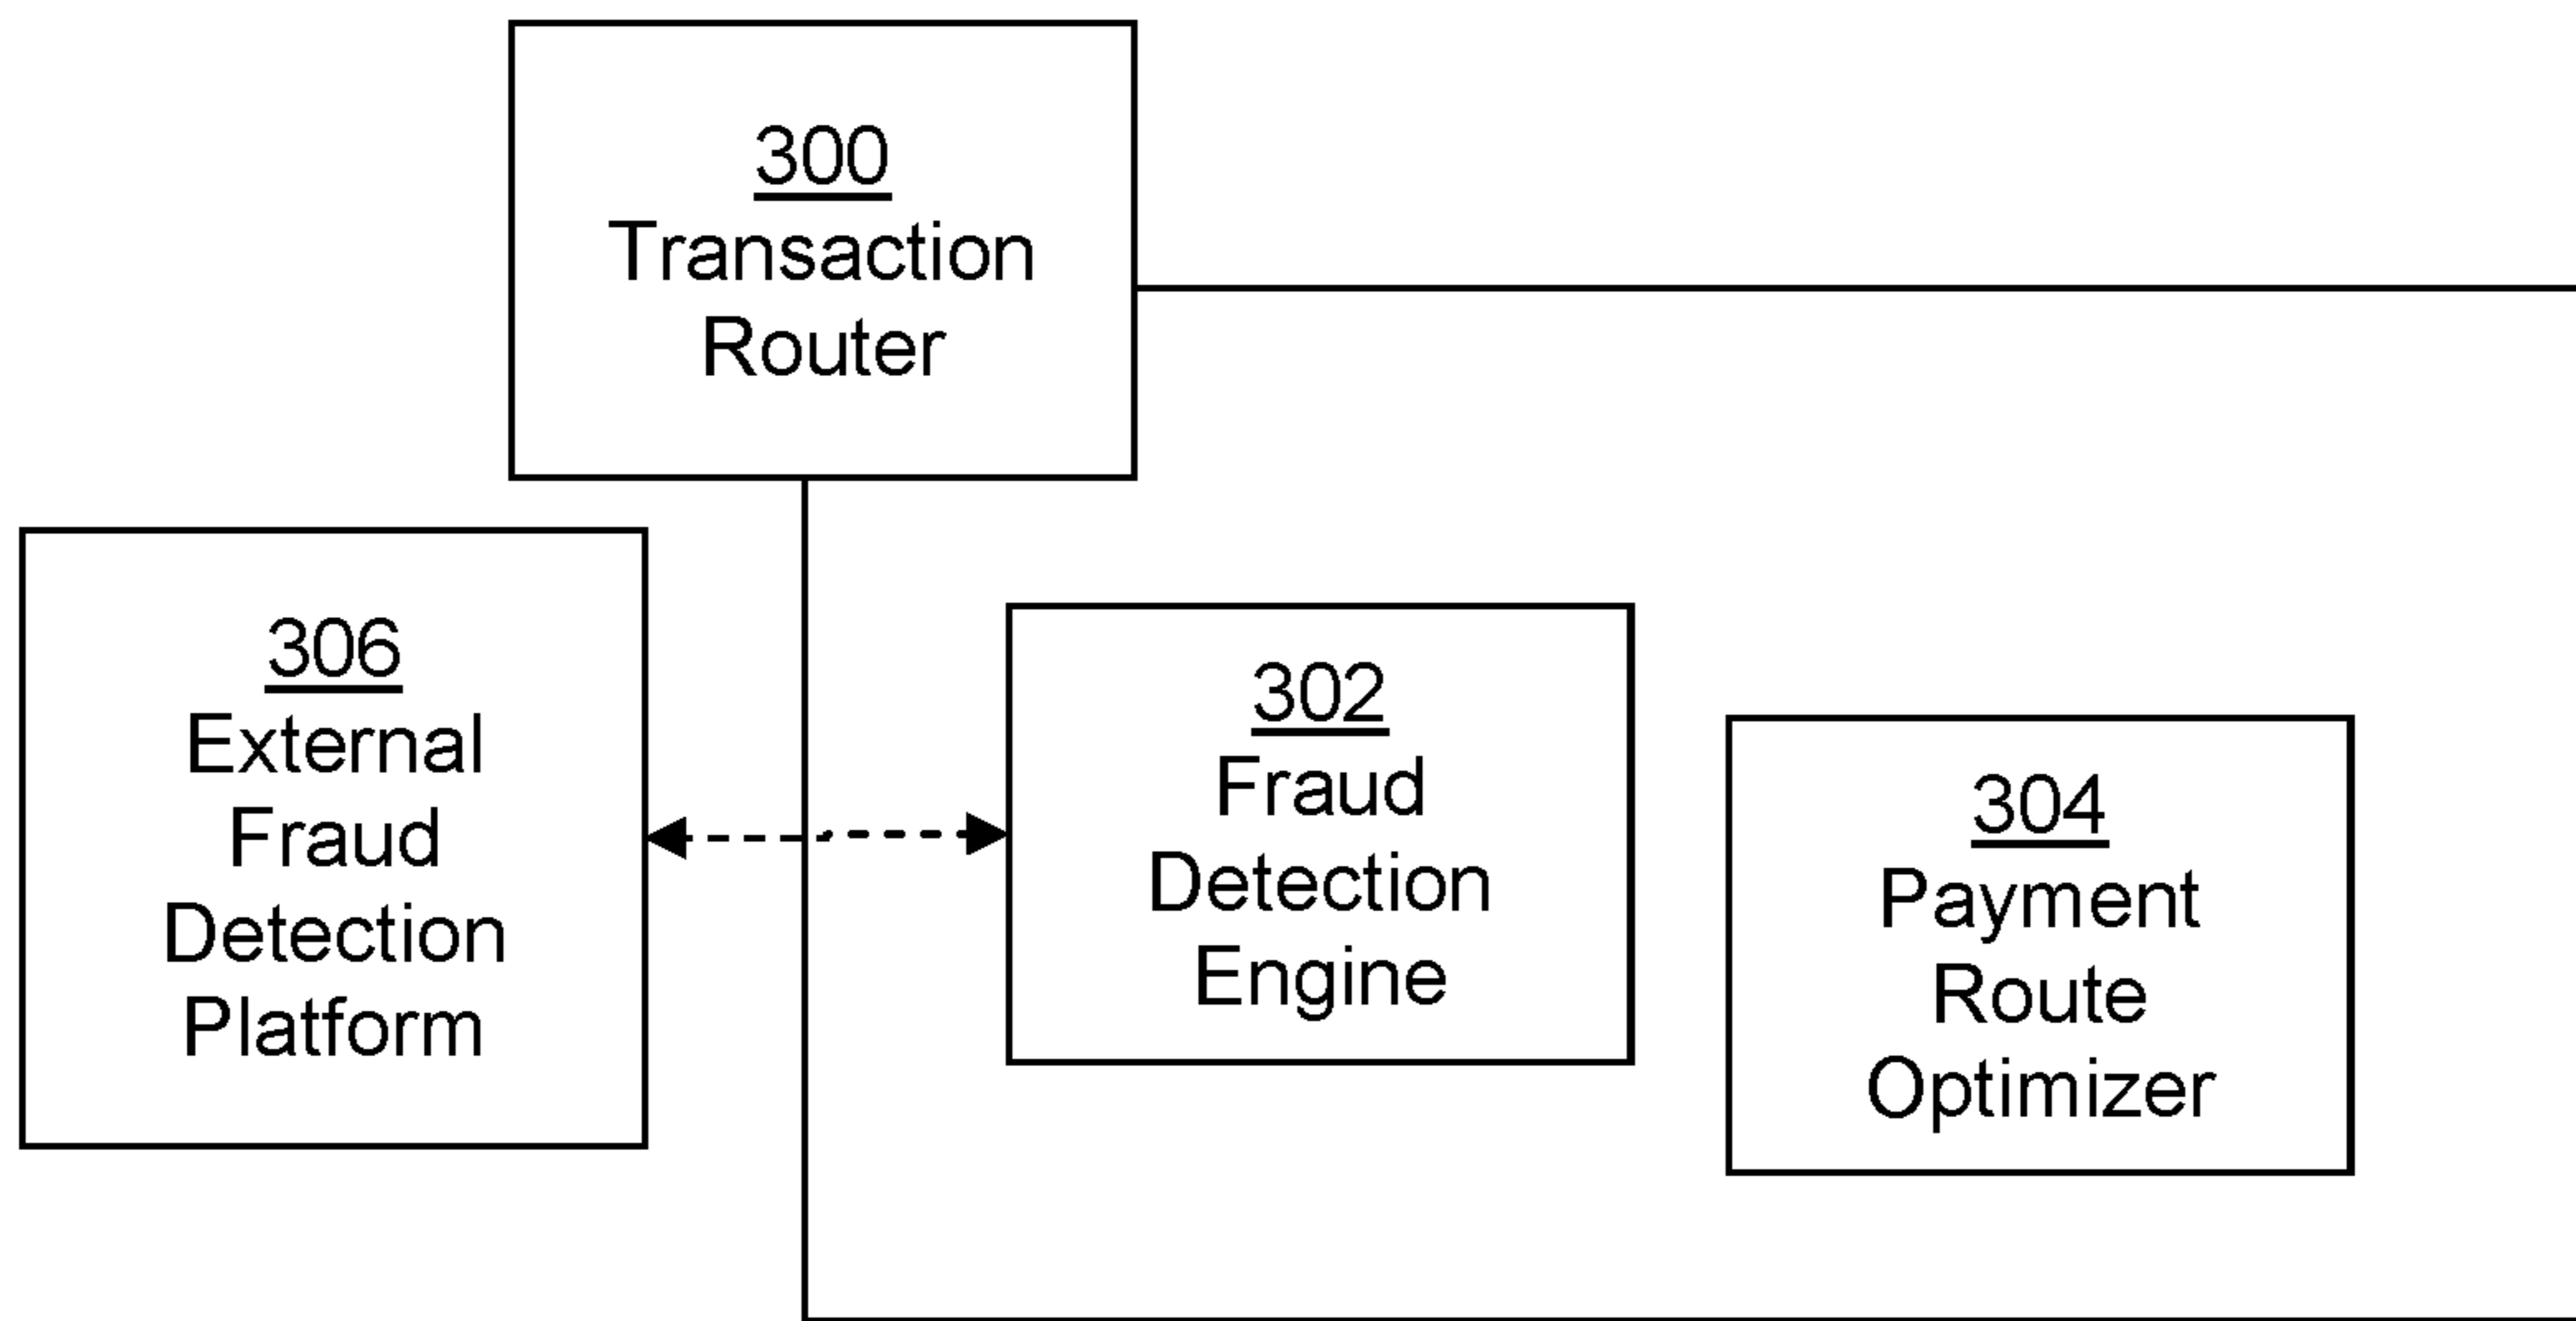 300
Transaction
Router
306
External
Fraud
Detection
Platform
302
Fraud
Detection
Engine
304
Payment
Route
Optimizer